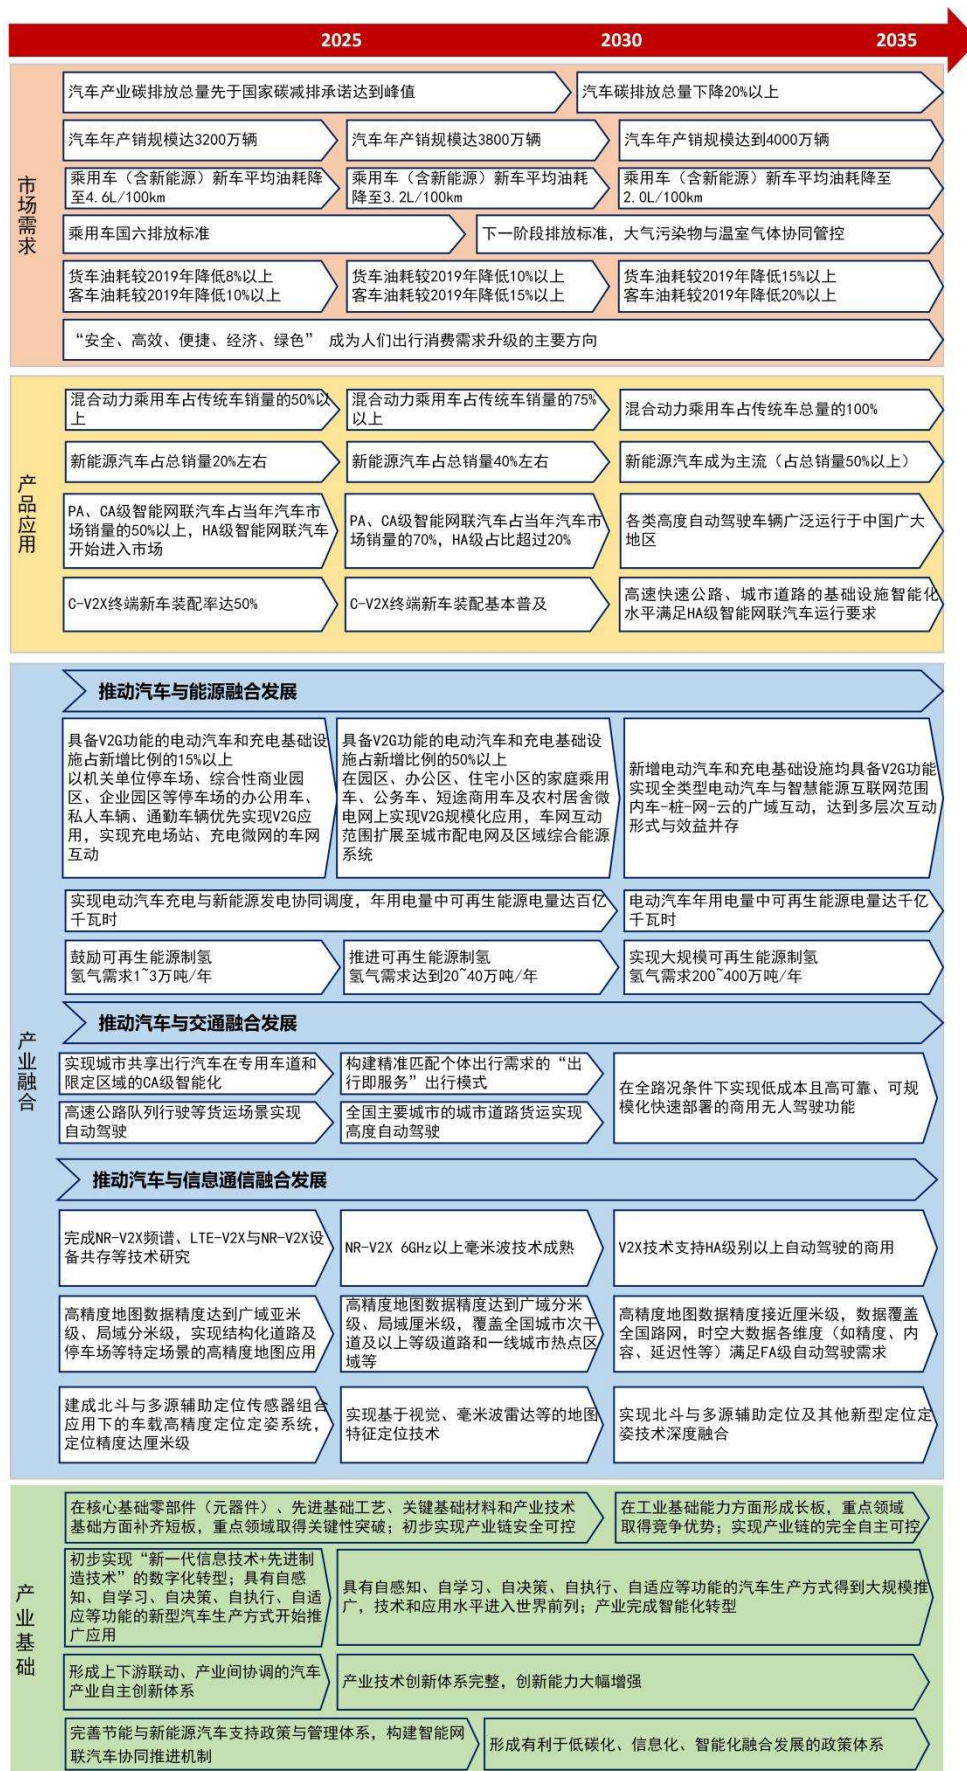 2025 2030 2035
市场需求
汽车产业碳排放总量先于国家碳减排承诺达到峰值
汽车碳排放总量下降20%以上
汽车年产销规模达3200万辆
汽车年产销规模达3800万辆
汽车年产销规模达到4000万辆
乘用车（含新能源）新车平均油耗降
至4.6L/100km
乘用车（含新能源）新车平均油耗
降至3.2L/100km
乘用车（含新能源）新车平均油耗降至
2.0L/100km
乘用车国六排放标准
下一阶段排放标准，大气污染物与温室气体协同管控
货车油耗较2019年降低8%以上
客车油耗较2019年降低10%以上
货车油耗较2019年降低10%以上
客车油耗较2019年降低15%以上
货车油耗较2019年降低15%以上
客车油耗较2019年降低20%以上
“安全、高效、便捷、经济、绿色” 成为人们出行消费需求升级的主要方向
产品应用
混合动力乘用车占传统车销量的50%以
上
混合动力乘用车占传统车销量的75%
以上
混合动力乘用车占传统车总量的100%
新能源汽车占总销量20%左右
新能源汽车占总销量40%左右
新能源汽车成为主流（占总销量50%以上）
PA、CA级智能网联汽车占当年汽车市
场销量的50%以上，HA级智能网联汽车
开始进入市场
PA、CA级智能网联汽车占当年汽车市
场销量的70%，HA级占比超过20%
各类高度自动驾驶车辆广泛运行于中国广大
地区
C-V2X终端新车装配率达50%
C-V2X终端新车装配基本普及
高速快速公路、城市道路的基础设施智能化
水平满足HA级智能网联汽车运行要求
产业融合
推动汽车与能源融合发展
具备V2G功能的电动汽车和充电基础设
施占新增比例的15%以上
以机关单位停车场、综合性商业园
区、企业园区等停车场的办公用车、
私人车辆、通勤车辆优先实现V2G应
用，实现充电场站、充电微网的车网
互动
具备V2G功能的电动汽车和充电基础设
施占新增比例的50%以上
在园区、办公区、住宅小区的家庭乘用
车、公务车、短途商用车及农村居舍微
电网上实现V2G规模化应用，车网互动
范围扩展至城市配电网及区域综合能源
系统
新增电动汽车和充电基础设施均具备V2G功能
实现全类型电动汽车与智慧能源互联网范围
内车-桩-网-云的广域互动，达到多层次互动
形式与效益并存
实现电动汽车充电与新能源发电协同调度，年用电量中可再生能源电量达百亿
千瓦时
电动汽车年用电量中可再生能源电量达千亿
千瓦时
鼓励可再生能源制氢
氢气需求1~3万吨/年
推进可再生能源制氢
氢气需求达到20~40万吨/年
实现大规模可再生能源制氢
氢气需求200~400万吨/年
推动汽车与交通融合发展
实现城市共享出行汽车在专用车道和
限定区域的CA级智能化
构建精准匹配个体出行需求的“出
行即服务”出行模式
在全路况条件下实现低成本且高可靠、可规
模化快速部署的商用无人驾驶功能
高速公路队列行驶等货运场景实现
自动驾驶
全国主要城市的城市道路货运实现
高度自动驾驶
推动汽车与信息通信融合发展
完成NR-V2X频谱、LTE-V2X与NR-V2X设
备共存等技术研究
NR-V2X 6GHz以上毫米波技术成熟
V2X技术支持HA级别以上自动驾驶的商用
高精度地图数据精度达到广域亚米
级、局域分米级，实现结构化道路及
停车场等特定场景的高精度地图应用
高精度地图数据精度达到广域分米
级、局域厘米级，覆盖全国城市次干
道及以上等级道路和一线城市热点区
域等
高精度地图数据精度接近厘米级，数据覆盖
全国路网，时空大数据各维度（如精度、内
容、延迟性等）满足FA级自动驾驶需求
建成北斗与多源辅助定位传感器组合
应用下的车载高精度定位定姿系统，
定位精度达厘米级
实现基于视觉、毫米波雷达等的地图
特征定位技术
实现北斗与多源辅助定位及其他新型定位定
姿技术深度融合
产业基础
在核心基础零部件（元器件）、先进基础工艺、关键基础材料和产业技术
基础方面补齐短板，重点领域取得关键性突破；初步实现产业链安全可控
在工业基础能力方面形成长板，重点领域
取得竞争优势；实现产业链的完全自主可控
初步实现“新一代信息技术+先进制
造技术”的数字化转型；具有自感
知、自学习、自决策、自执行、自适
应等功能的新型汽车生产方式开始推
广应用
具有自感知、自学习、自决策、自执行、自适应等功能的汽车生产方式得到大规模推
广，技术和应用水平进入世界前列；产业完成智能化转型
形成上下游联动、产业间协调的汽车
产业自主创新体系
产业技术创新体系完整，创新能力大幅增强
完善节能与新能源汽车支持政策与管理体系，构建智能网
联汽车协同推进机制
形成有利于低碳化、信息化、智能化融合发展的政策体系